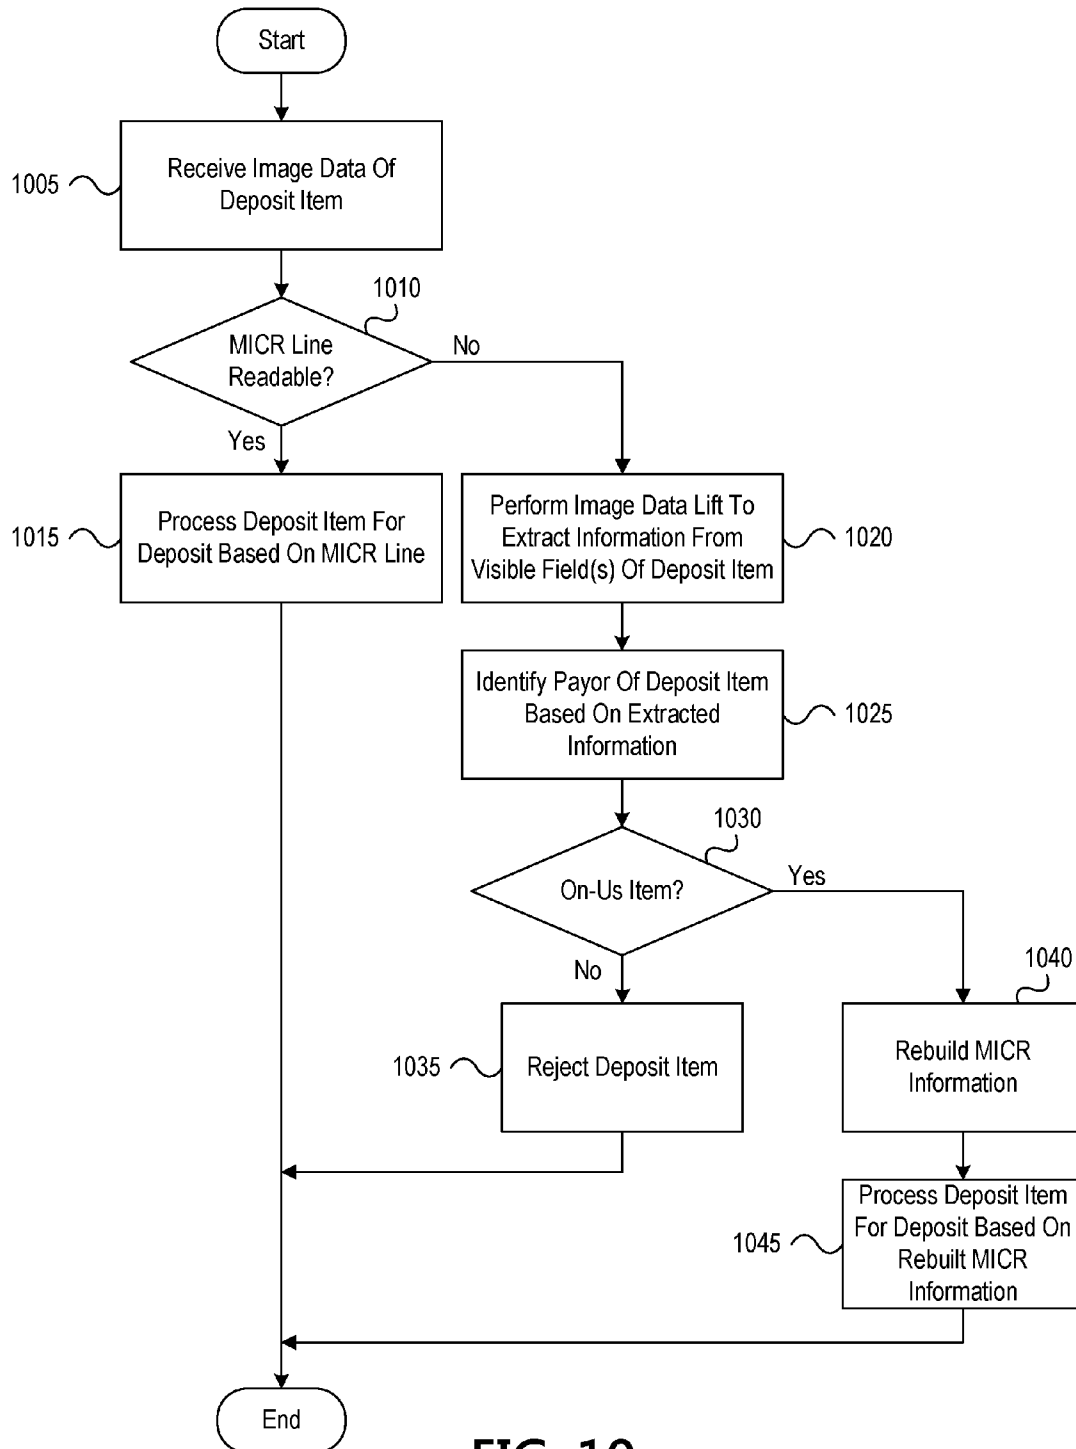 Start
1005
Receive Image Data Of
Deposit Item
1010
MICR Line
Readable?
No
Yes
1015
Process Deposit Item For
Deposit Based On MICR Line
Perform Image Data Lift To
Extract Information From
Visible Field(s) Of Deposit Item
1020
Identify Payor Of Deposit Item
Based On Extracted
Information
1025
1030
On-Us Item?
Yes
No
1040
1035
Reject Deposit Item
Rebuild MICR
Information
1045
Process Deposit Item
For Deposit Based On
Rebuilt MICR
Information
End
FIG. 10